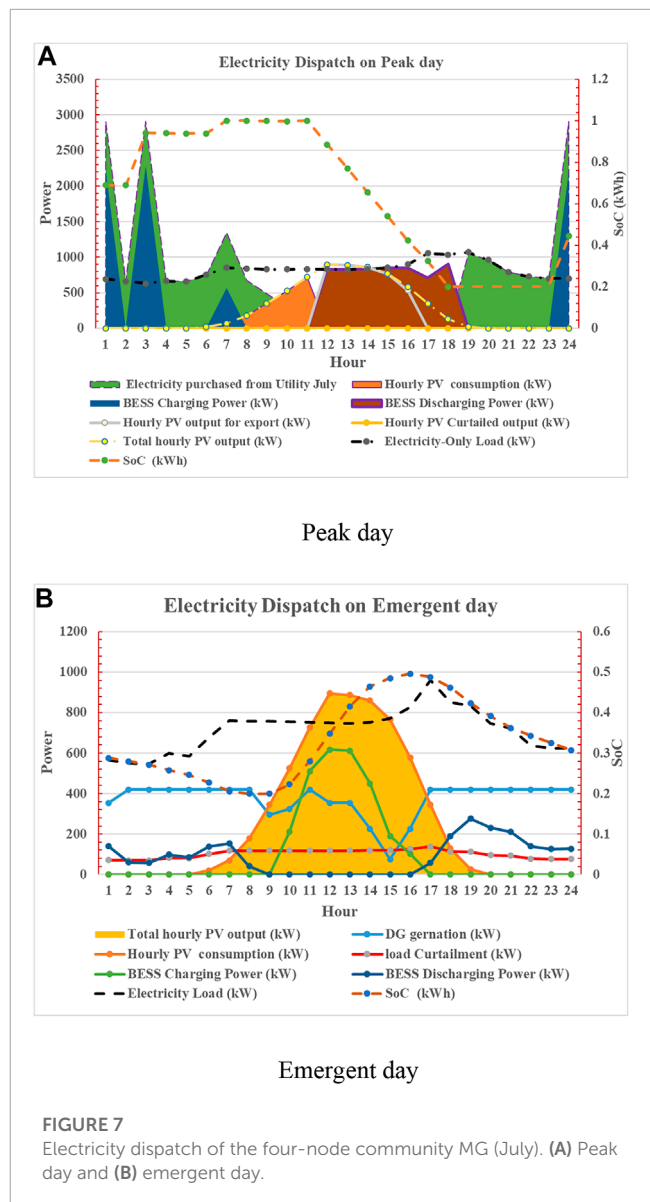 A
Electricity Dispatch on Peak day
3500
3000
2500
2000
1500
1000
500
0
Power
1.2
1
0.8
0.6
0.4
0.2
0
SoC (kWh)
1 2 3 4 5 6 7 8 9 10 11 12 13 14 15 16 17 18 19 20 21 22 23 24
Hour
Electricity purchased from Utility July
Hourly PV consumption (kW)
BESS Charging Power (kW)
BESS Discharging Power (kW)
Hourly PV output for export (kW)
Hourly PV Curtailed output (kW)
Total hourly PV output (kW)
Electricity-Only Load (kW)
SoC (kWh)
Peak day
B
Electricity Dispatch on Emergent day
1200
1000
800
600
400
200
0
Power
0.6
0.5
0.4
0.3
0.2
0.1
0
SoC
1 2 3 4 5 6 7 8 9 10 11 12 13 14 15 16 17 18 19 20 21 22 23 24
Hour
Total hourly PV output (kW)
DG gernation (kW)
Hourly PV consumption (kW)
load Curtailment (kW)
BESS Charging Power (kW)
BESS Discharging Power (kW)
Electricity Load (kW)
SoC (kWh)
Emergent day
FIGURE 7
Electricity dispatch of the four-node community MG (July). (A) Peak
day and (B) emergent day.